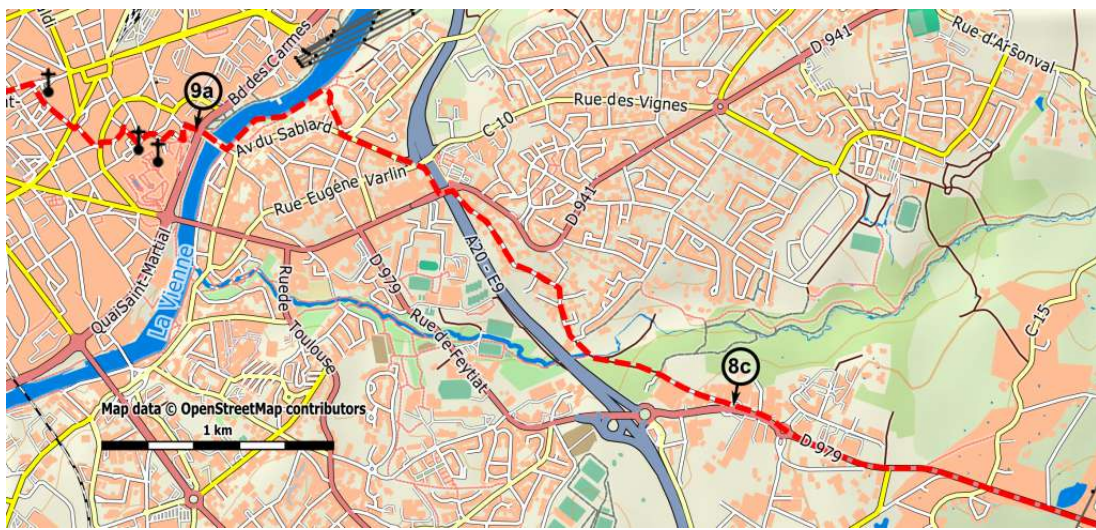 Rue d'Arsonval
D 941
Bd des Carmes
9a
Rue des Vignes
C-10
Av du Sablard
Rue-Eugène Varlin
D 941
A20 - E9
Quai Saint-Martial
La Vienne
D 979
Rue de Toulouse
Rue-de-Feytiat
C-15
8c
Map data © OpenStreetMap contributors
1 km
D 979